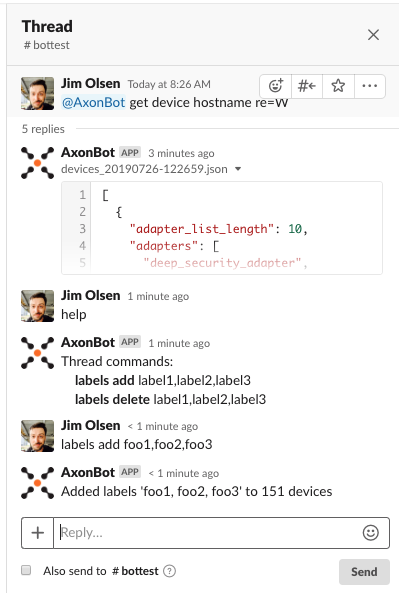 Thread
# bottest
Jim Olsen Today at 8:26 AM
@AxonBot get device hostname re=W
5 replies
AxonBot APP 3 minutes ago
devices_20190726-122659.json
1 [
2 {
3 "adapter_list_length": 10,
4 "adapters": [
5 "deep_security_adapter",
Jim Olsen 1 minute ago
help
AxonBot APP 1 minute ago
Thread commands:
labels add label1,label2,label3
labels delete label1,label2,label3
Jim Olsen < 1 minute ago
labels add foo1,foo2,foo3
AxonBot APP < 1 minute ago
Added labels 'foo1, foo2, foo3' to 151 devices
Reply...
Also send to # bottest ?
Send